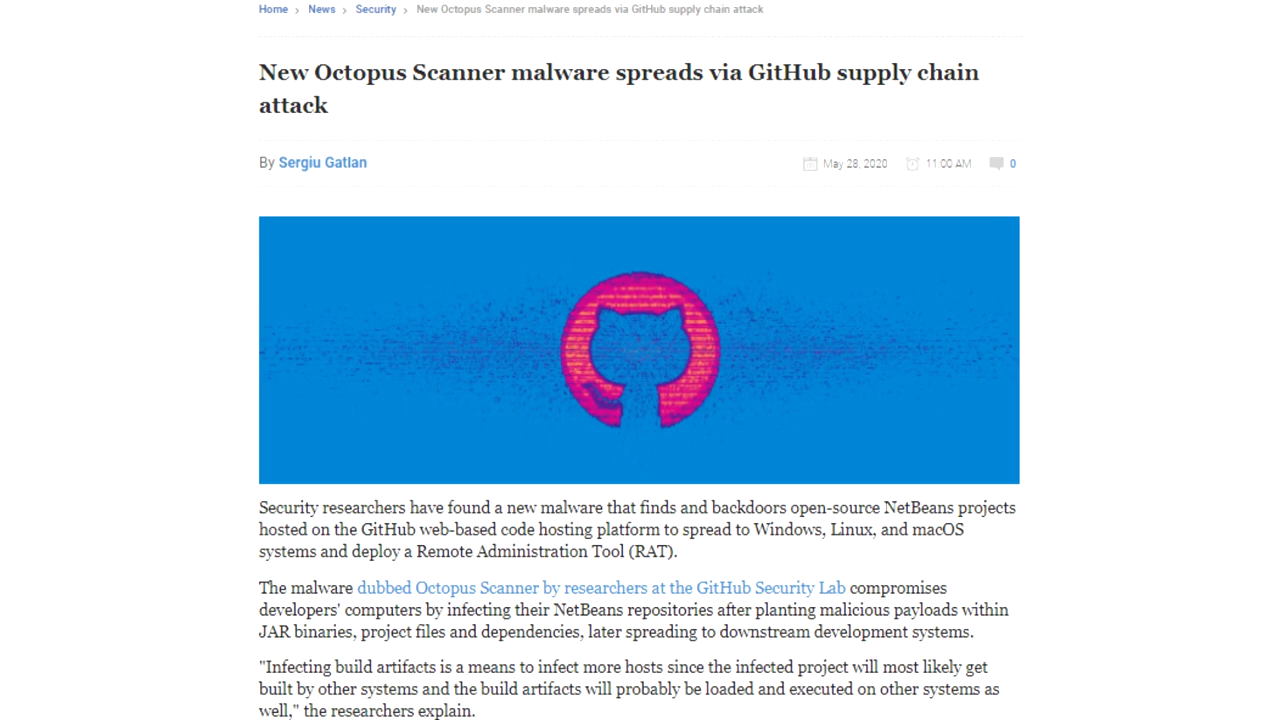 Home > News > Security > New Octopus Scanner malware spreads via GitHub supply chain attack
New Octopus Scanner malware spreads via GitHub supply chain
attack
By Sergiu Gatlan May 28, 2020 11:00 AM 0
Security researchers have found a new malware that finds and backdoors open-source NetBeans projects
hosted on the GitHub web-based code hosting platform to spread to Windows, Linux, and macOS
systems and deploy a Remote Administration Tool (RAT).
The malware dubbed Octopus Scanner by researchers at the GitHub Security Lab compromises
developers' computers by infecting their NetBeans repositories after planting malicious payloads within
JAR binaries, project files and dependencies, later spreading to downstream development systems.
"Infecting build artifacts is a means to infect more hosts since the infected project will most likely get
built by other systems and the build artifacts will probably be loaded and executed on other systems as
well," the researchers explain.